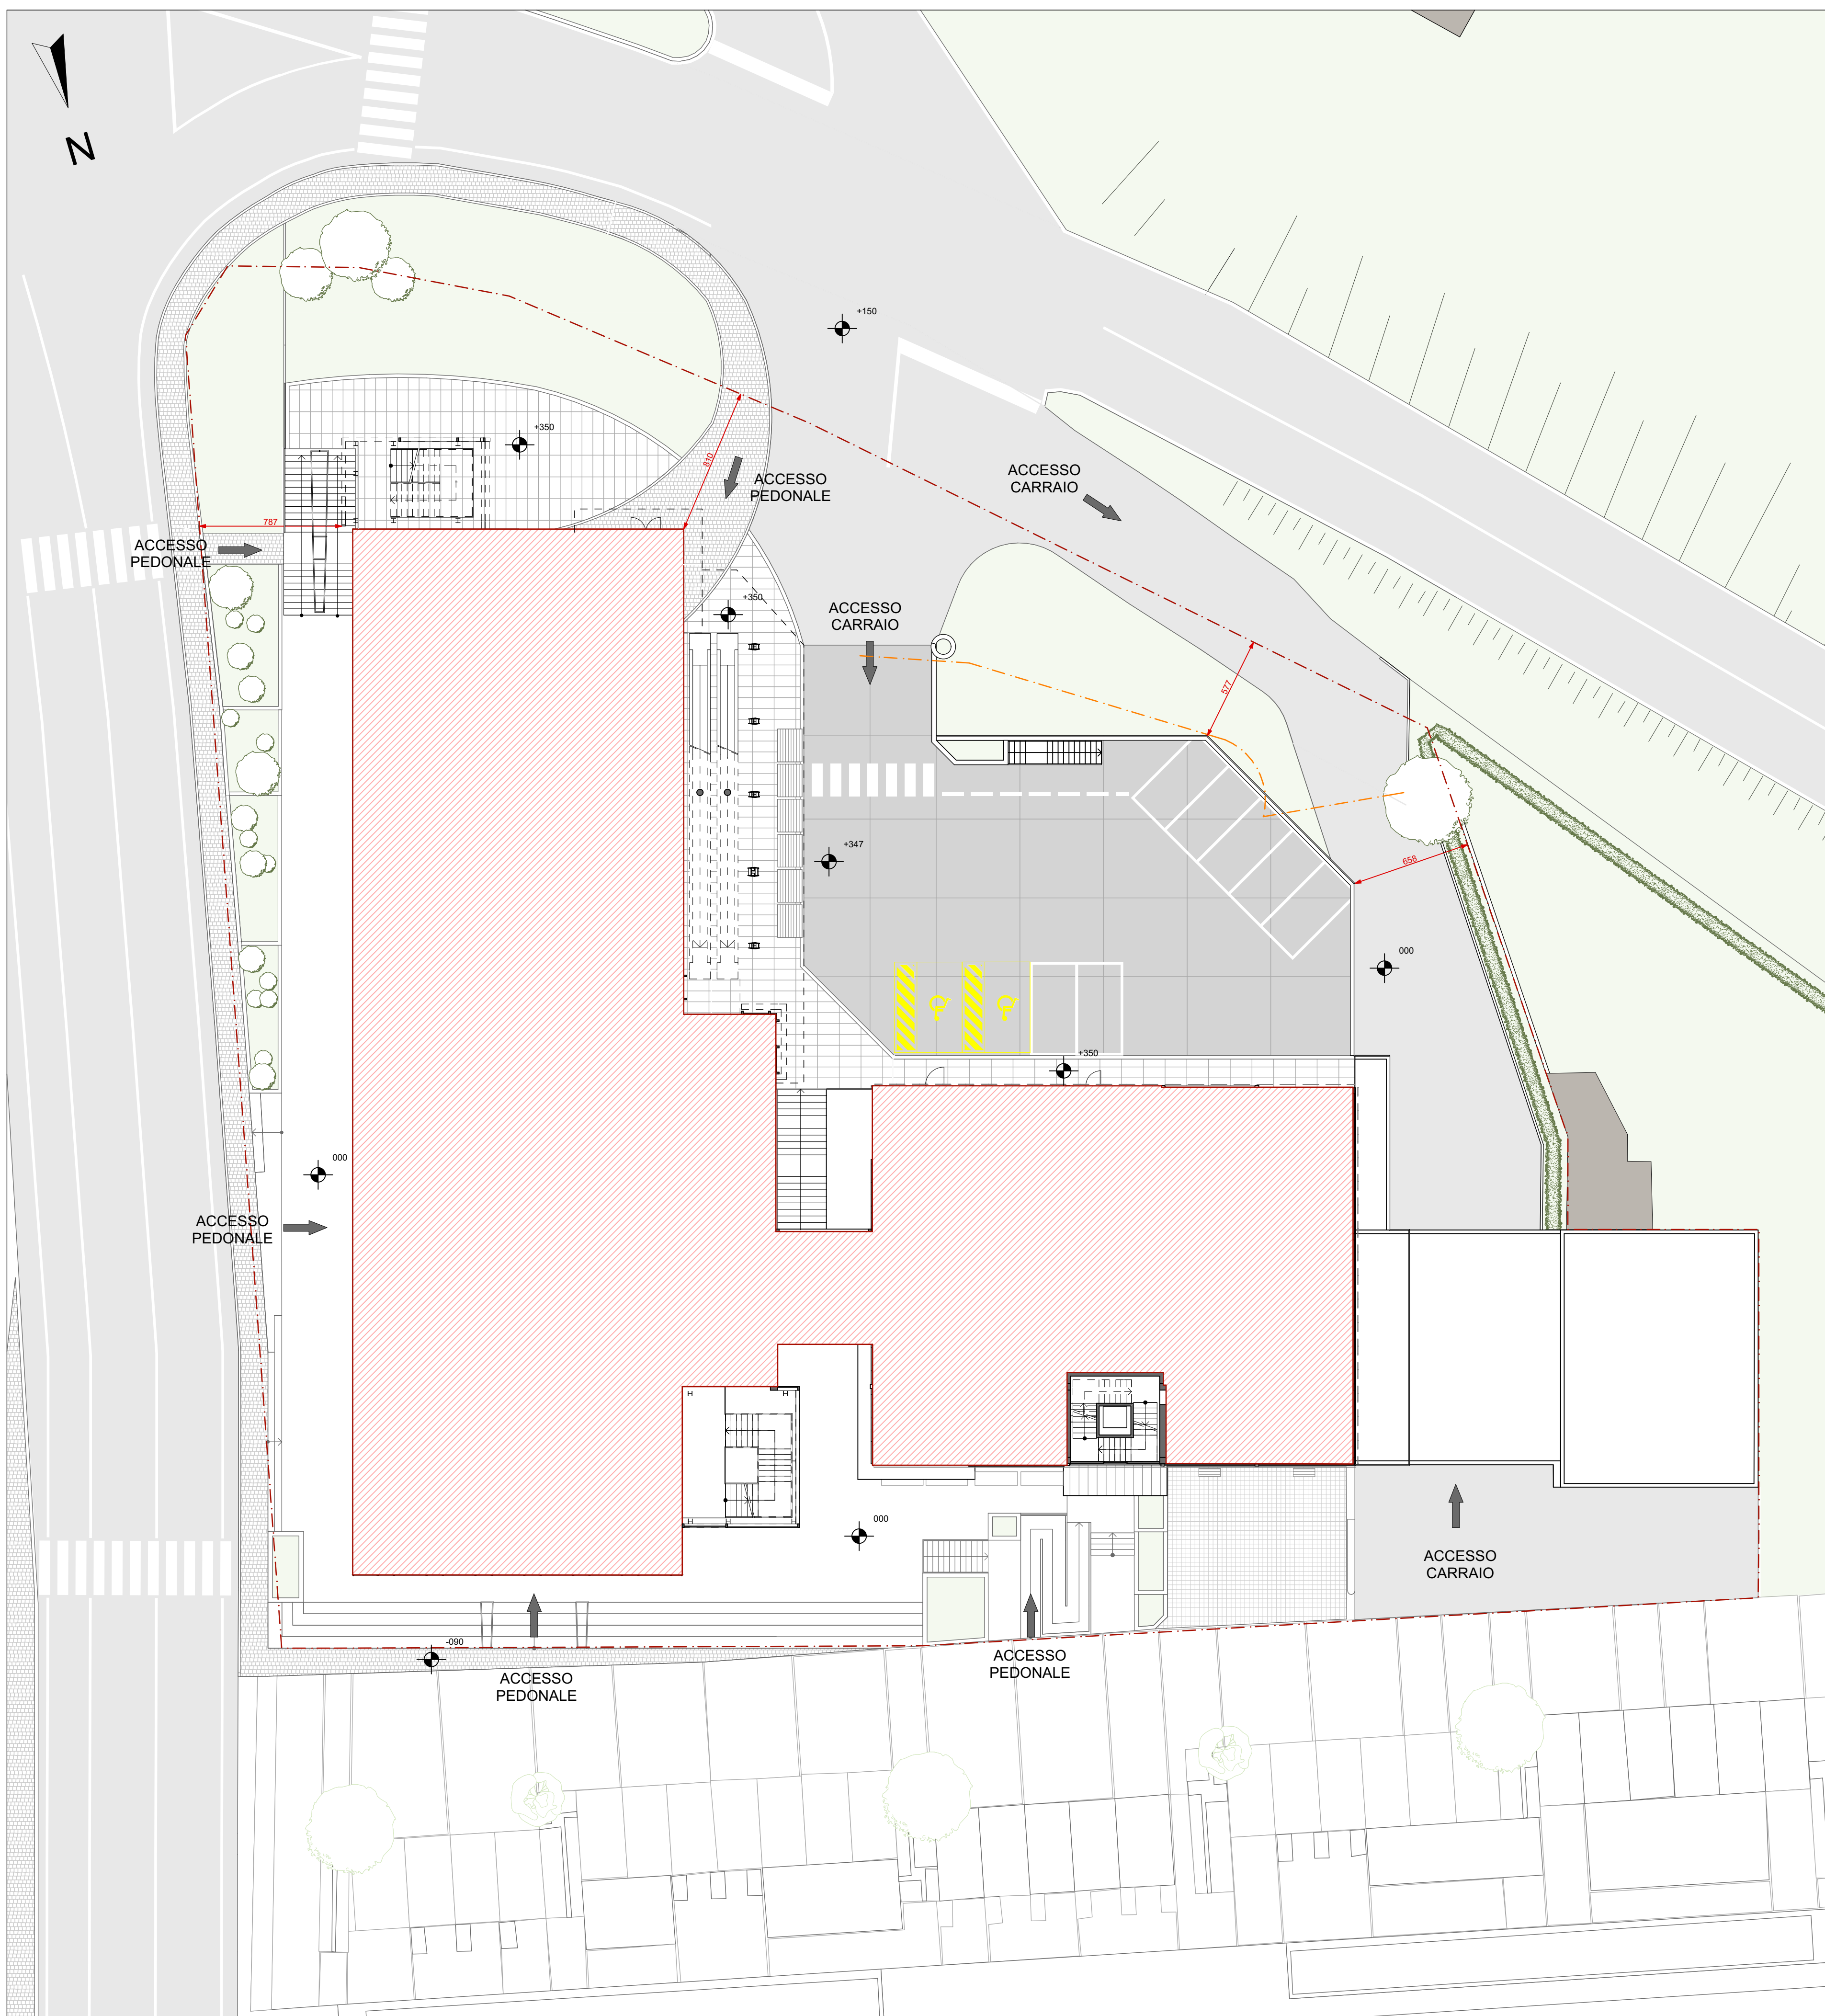 N
+150
+350
810
ACCESSO
PEDONALE
ACCESSO
CARRAIO
787
ACCESSO
PEDONALE
+350
ACCESSO
CARRAIO
577
+347
658
000
+350
000
ACCESSO
PEDONALE
000
ACCESSO
CARRAIO
-090
ACCESSO
PEDONALE
ACCESSO
PEDONALE